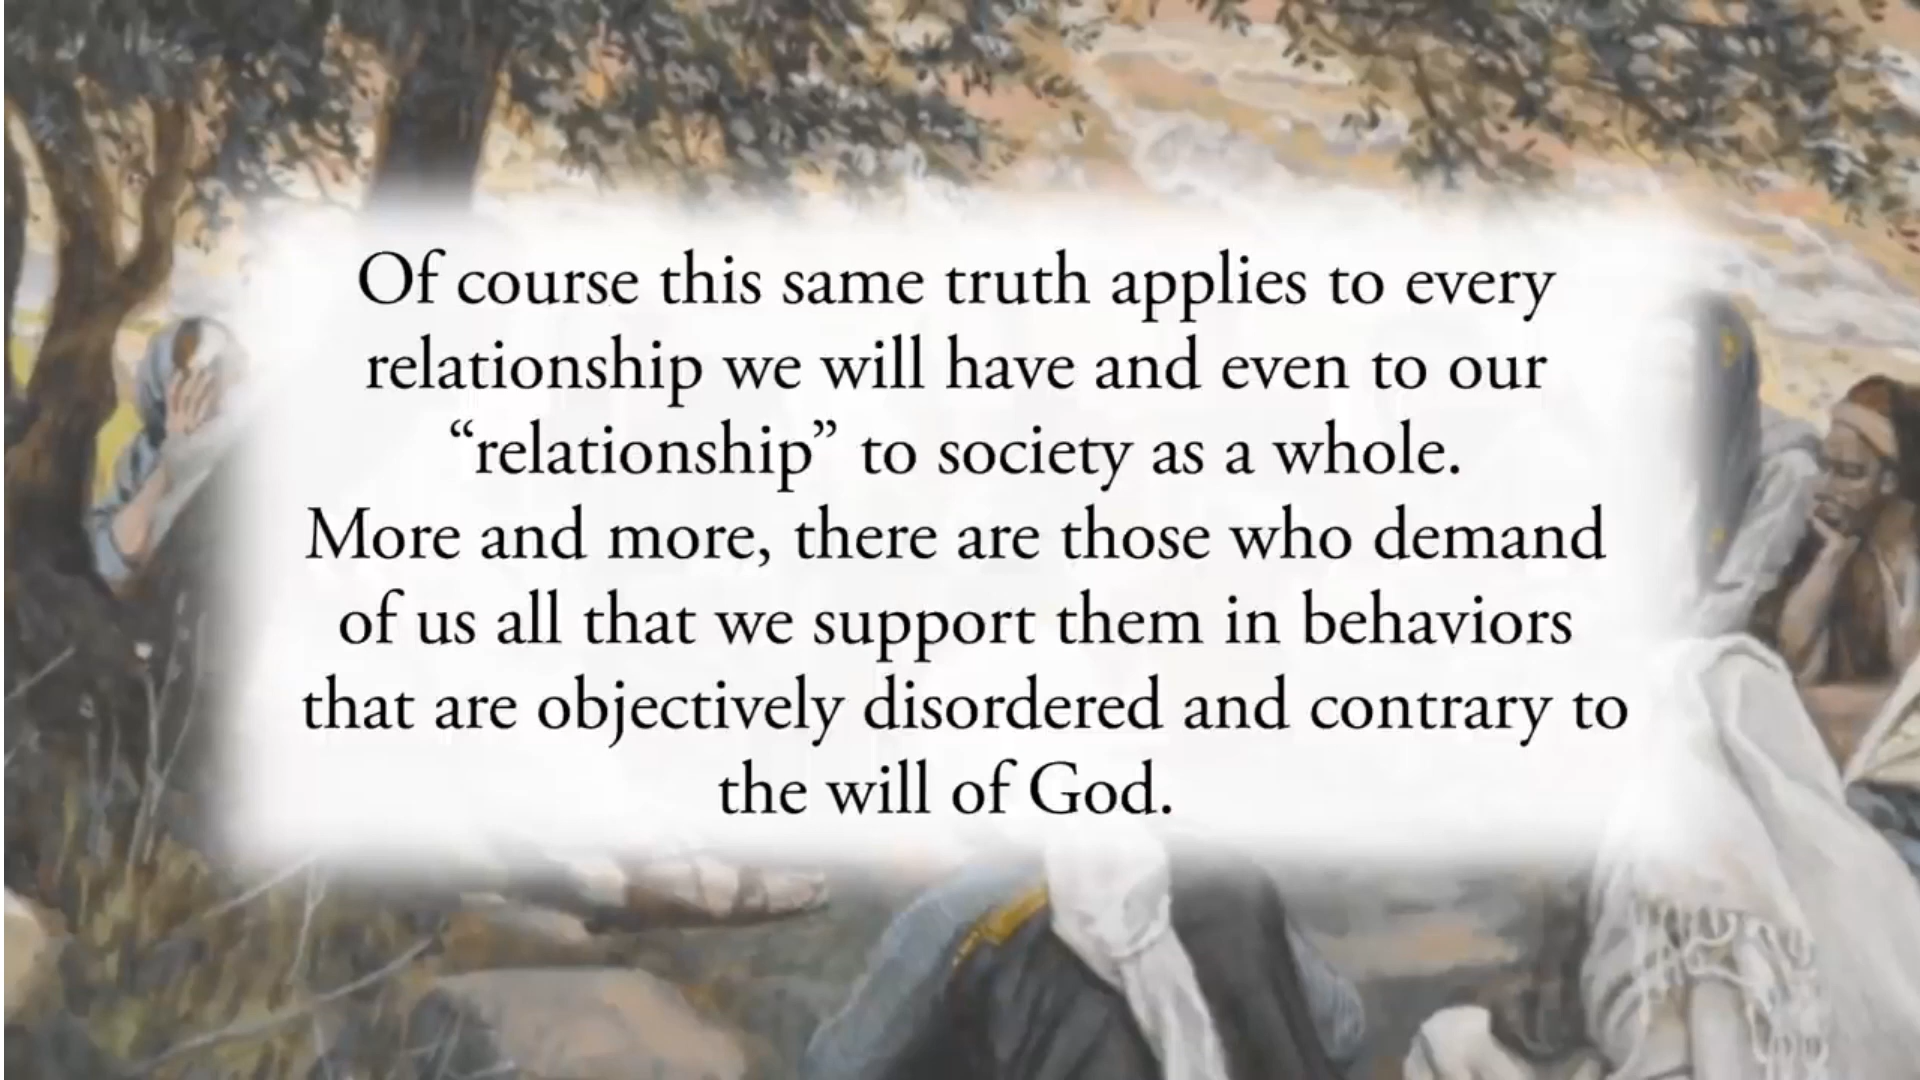 Of course this same truth applies to every
relationship we will have and even to our
“relationship” to society as a whole.
More and more, there are those who demand
of us all that we support them in behaviors
that are objectively disordered and contrary to
the will of God.